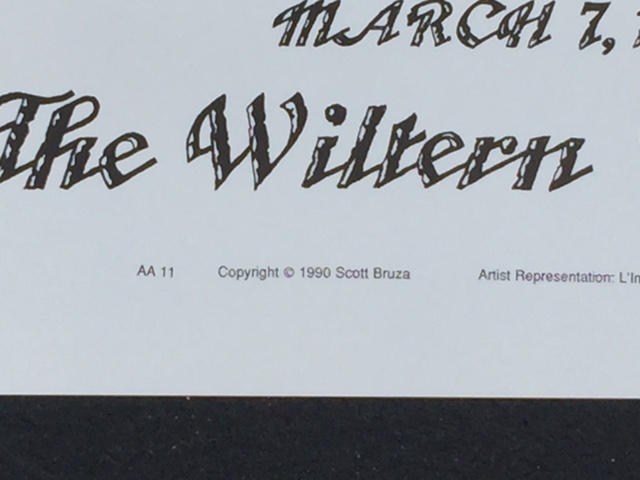 MARCH 7,
The Wiltern
AA 11 Copyright © 1990 Scott Bruza Artist Representation: